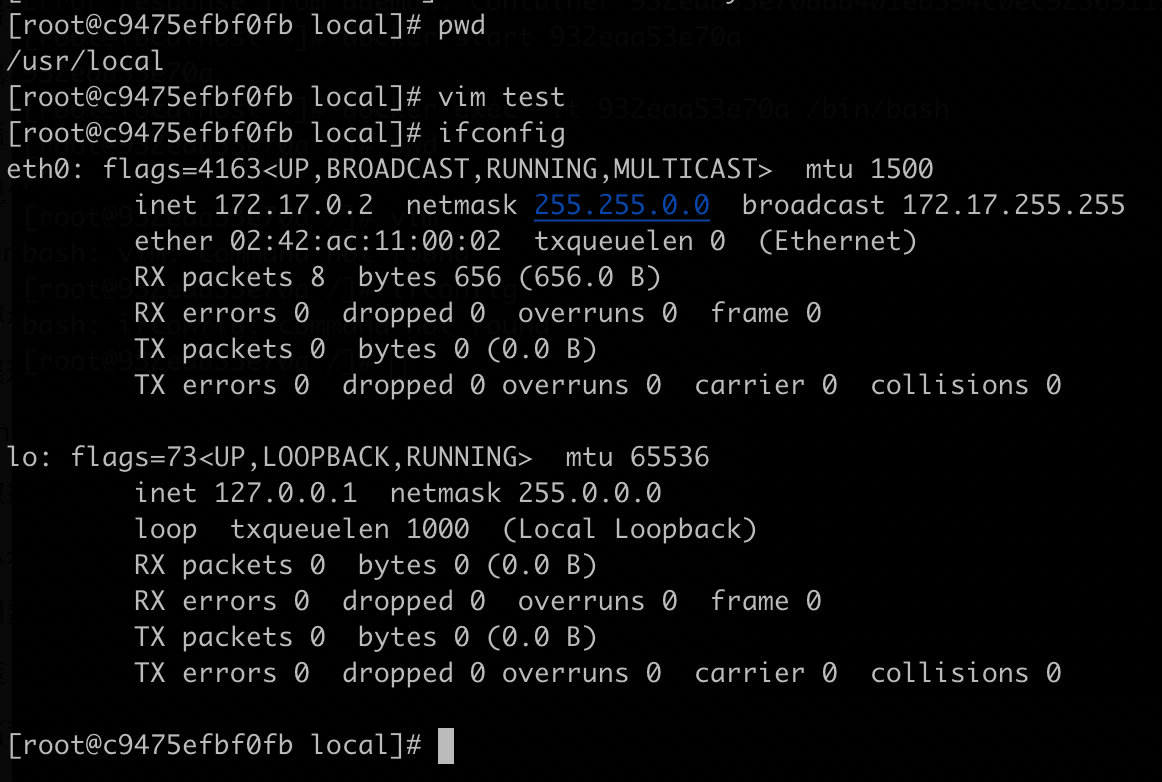 [root@c9475efbf0fb local]# pwd
/usr/local
[root@c9475efbf0fb local]# vim test
[root@c9475efbf0fb local]# ifconfig
eth0: flags=4163<UP,BROADCAST,RUNNING,MULTICAST>  mtu 1500
        inet 172.17.0.2  netmask 255.255.0.0  broadcast 172.17.255.255
        ether 02:42:ac:11:00:02  txqueuelen 0  (Ethernet)
        RX packets 8  bytes 656 (656.0 B)
        RX errors 0  dropped 0  overruns 0  frame 0
        TX packets 0  bytes 0 (0.0 B)
        TX errors 0  dropped 0 overruns 0  carrier 0  collisions 0

lo: flags=73<UP,LOOPBACK,RUNNING>  mtu 65536
        inet 127.0.0.1  netmask 255.0.0.0
        loop  txqueuelen 1000  (Local Loopback)
        RX packets 0  bytes 0 (0.0 B)
        RX errors 0  dropped 0  overruns 0  frame 0
        TX packets 0  bytes 0 (0.0 B)
        TX errors 0  dropped 0 overruns 0  carrier 0  collisions 0

[root@c9475efbf0fb local]#